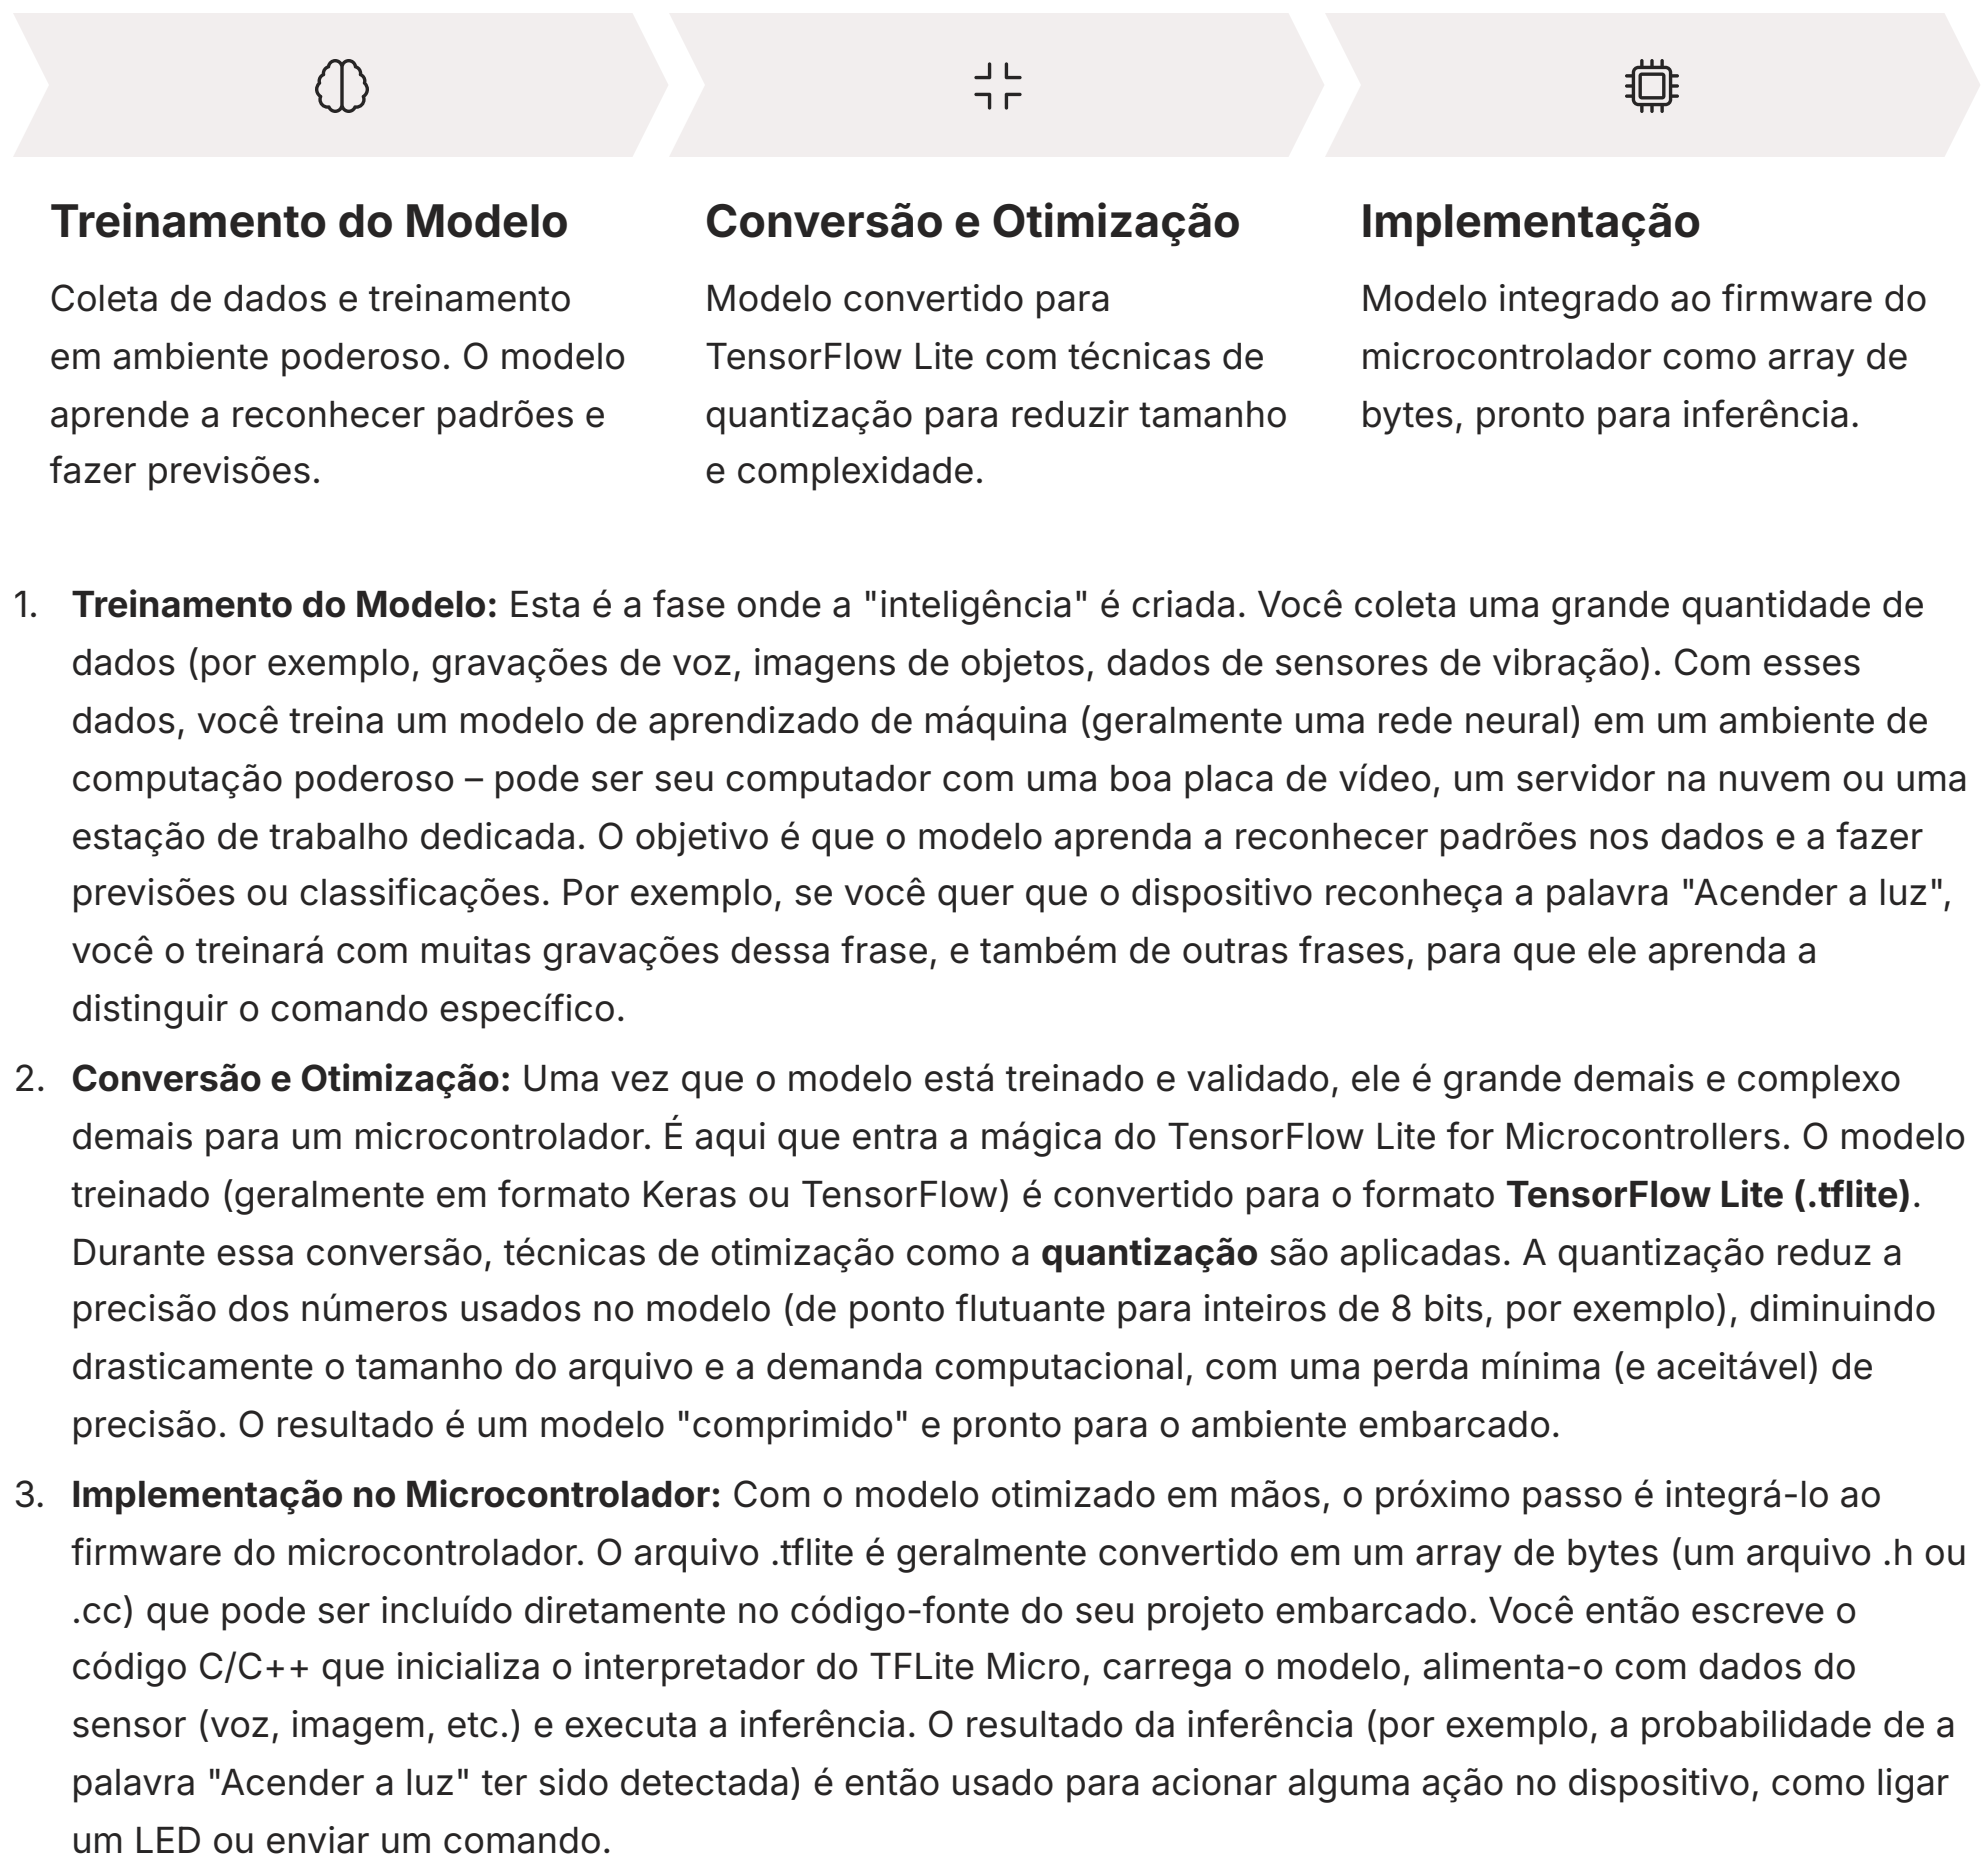 Treinamento do Modelo
Coleta de dados e treinamento
em ambiente poderoso. O modelo
aprende a reconhecer padrões e
fazer previsões.
Conversão e Otimização
Modelo convertido para
TensorFlow Lite com técnicas de
quantização para reduzir tamanho
e complexidade.
Implementação
Modelo integrado ao firmware do
microcontrolador como array de
bytes, pronto para inferência.
1. Treinamento do Modelo: Esta é a fase onde a "inteligência" é criada. Você coleta uma grande quantidade de
dados (por exemplo, gravações de voz, imagens de objetos, dados de sensores de vibração). Com esses
dados, você treina um modelo de aprendizado de máquina (geralmente uma rede neural) em um ambiente de
computação poderoso – pode ser seu computador com uma boa placa de vídeo, um servidor na nuvem ou uma
estação de trabalho dedicada. O objetivo é que o modelo aprenda a reconhecer padrões nos dados e a fazer
previsões ou classificações. Por exemplo, se você quer que o dispositivo reconheça a palavra "Acender a luz",
você o treinará com muitas gravações dessa frase, e também de outras frases, para que ele aprenda a
distinguir o comando específico.
2. Conversão e Otimização: Uma vez que o modelo está treinado e validado, ele é grande demais e complexo
demais para um microcontrolador. É aqui que entra a mágica do TensorFlow Lite for Microcontrollers. O modelo
treinado (geralmente em formato Keras ou TensorFlow) é convertido para o formato TensorFlow Lite (.tflite).
Durante essa conversão, técnicas de otimização como a quantização são aplicadas. A quantização reduz a
precisão dos números usados no modelo (de ponto flutuante para inteiros de 8 bits, por exemplo), diminuindo
drasticamente o tamanho do arquivo e a demanda computacional, com uma perda mínima (e aceitável) de
precisão. O resultado é um modelo "comprimido" e pronto para o ambiente embarcado.
3. Implementação no Microcontrolador: Com o modelo otimizado em mãos, o próximo passo é integrá-lo ao
firmware do microcontrolador. O arquivo .tflite é geralmente convertido em um array de bytes (um arquivo .h ou
.cc) que pode ser incluído diretamente no código-fonte do seu projeto embarcado. Você então escreve o
código C/C++ que inicializa o interpretador do TFLite Micro, carrega o modelo, alimenta-o com dados do
sensor (voz, imagem, etc.) e executa a inferência. O resultado da inferência (por exemplo, a probabilidade de a
palavra "Acender a luz" ter sido detectada) é então usado para acionar alguma ação no dispositivo, como ligar
um LED ou enviar um comando.